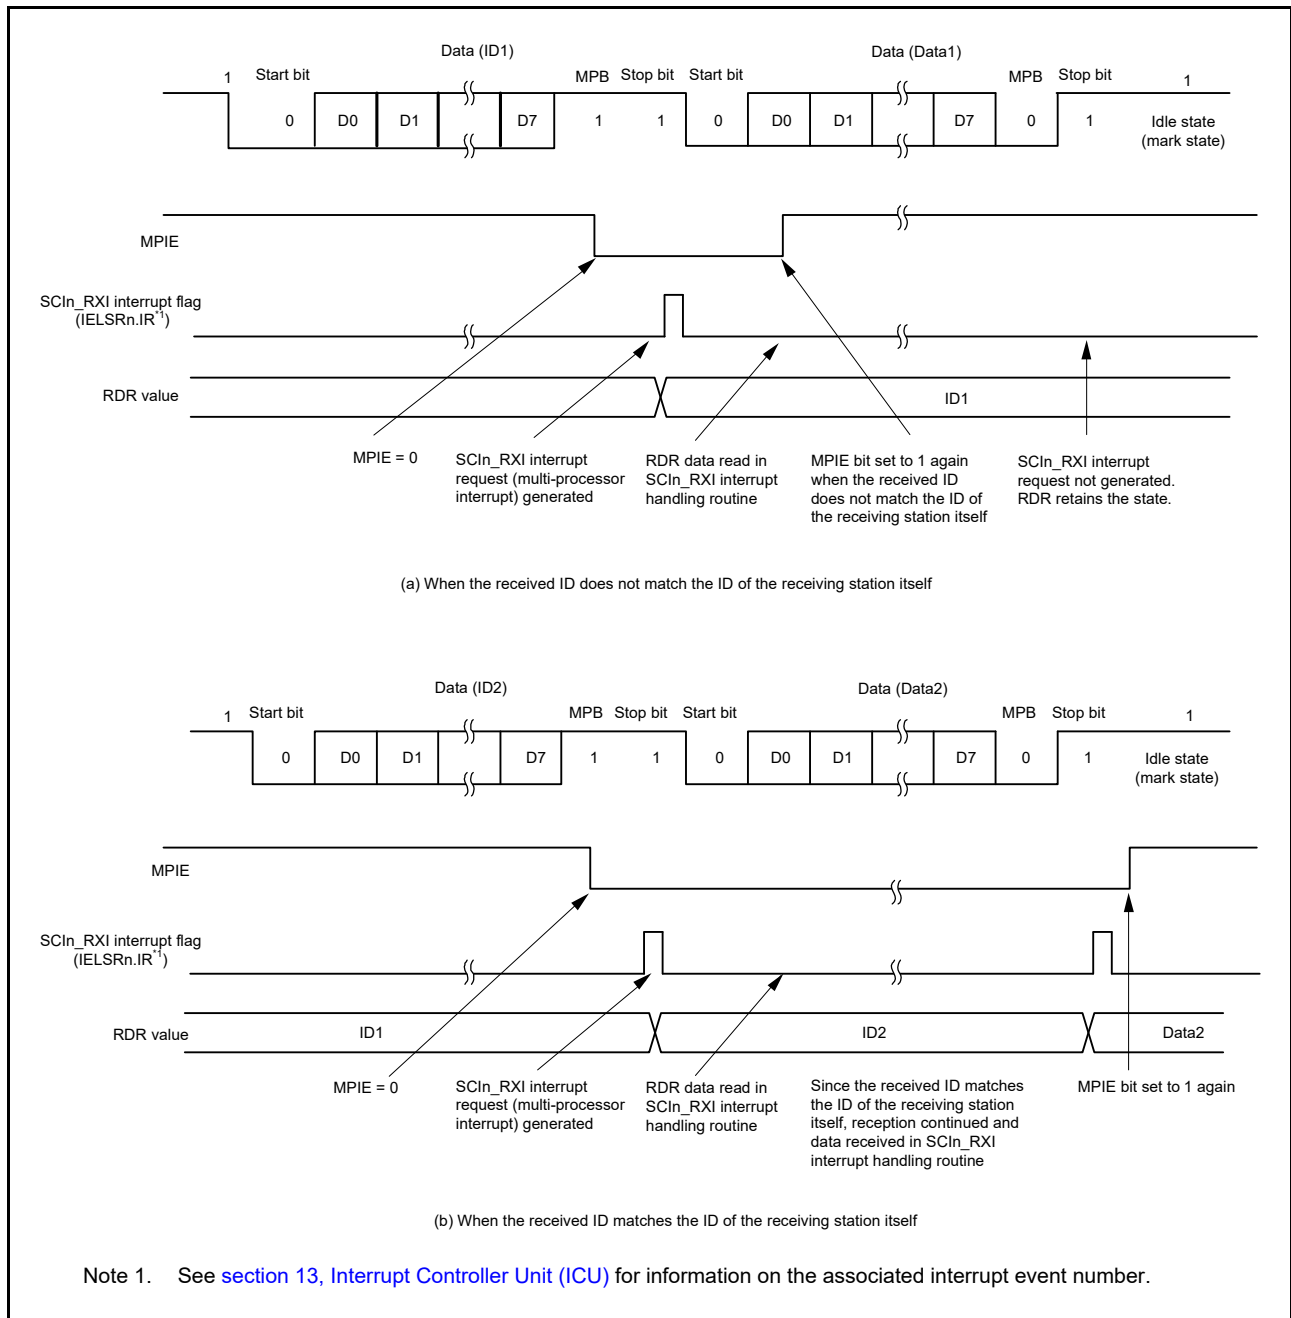 Data (ID1) Data (Data1)
1 Start bit MPB Stop bit Start bit MPB Stop bit 1
0 D0 D1 D7 1 1 0 D0 D1 D7 0 1 Idle state
(mark state)
MPIE
SCIn_RXI interrupt flag
(IELSRn.IR*1)
RDR value ID1
MPIE = 0
SCIn_RXI interrupt
request (multi-processor
interrupt) generated
RDR data read in
SCIn_RXI interrupt
handling routine
MPIE bit set to 1 again
when the received ID
does not match the ID of
the receiving station itself
SCIn_RXI interrupt
request not generated.
RDR retains the state.
(a) When the received ID does not match the ID of the receiving station itself
Data (ID2) Data (Data2)
1 Start bit MPB Stop bit Start bit MPB Stop bit 1
0 D0 D1 D7 1 1 0 D0 D1 D7 0 1 Idle state
(mark state)
MPIE
SCIn_RXI interrupt flag
(IELSRn.IR*1)
RDR value ID1 ID2 Data2
MPIE = 0
SCIn_RXI interrupt
request (multi-processor
interrupt) generated
RDR data read in
SCIn_RXI interrupt
handling routine
Since the received ID matches
the ID of the receiving station
itself, reception continued and
data received in SCIn_RXI
interrupt handling routine
MPIE bit set to 1 again
(b) When the received ID matches the ID of the receiving station itself
Note 1. See section 13, Interrupt Controller Unit (ICU) for information on the associated interrupt event number.